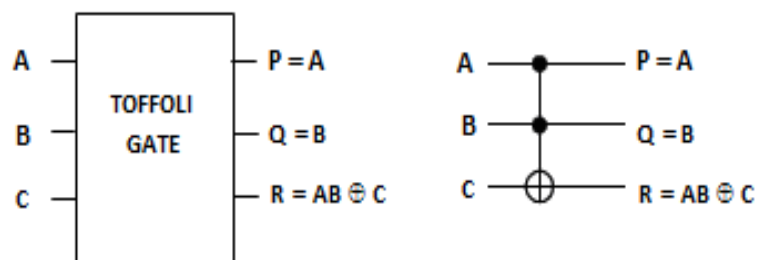 A
B
C
TOFFOLI
GATE
P = A
Q = B
R = AB ⊕ C
A
B
C
P = A
Q = B
R = AB ⊕ C